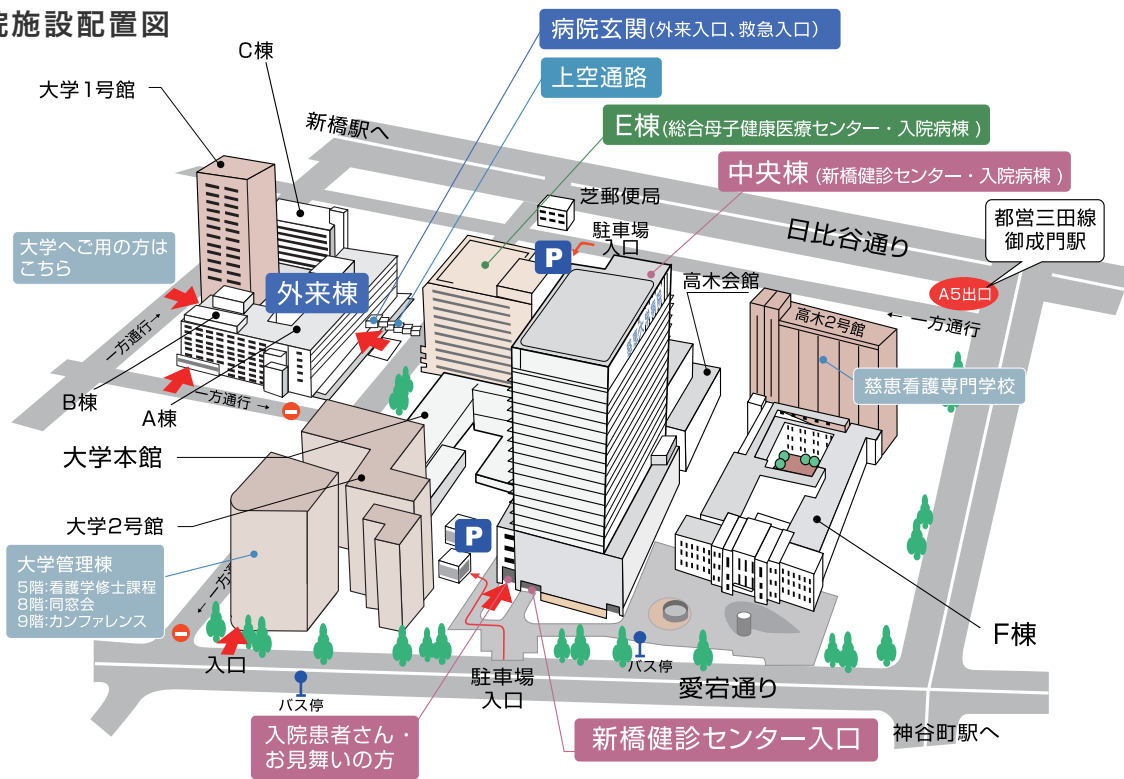 院施設配置図
病院玄関(外来入口、救急入口)
C棟
上空通路
大学1号館
E棟(総合母子健康医療センター・入院病棟)
新橋駅へ
中央棟(新橋健診センター・入院病棟)
芝郵便局
都営三田線
御成門駅
駐車場
入口
日比谷通り
大学へご用の方は
こちら
P
高木会館
外来棟
A5出口
高木2号館
← 一方通行
一方通行→
慈恵看護専門学校
一方通行 →
B棟
A棟
大学本館
大学2号館
P
大学管理棟
5階:看護学修士課程
8階:同窓会
9階:カンファレンス
← 一方通
F棟
入口
バス停
駐車場
入口
バス停
愛宕通り
入院患者さん・
お見舞いの方
新橋健診センター入口
神谷町駅へ